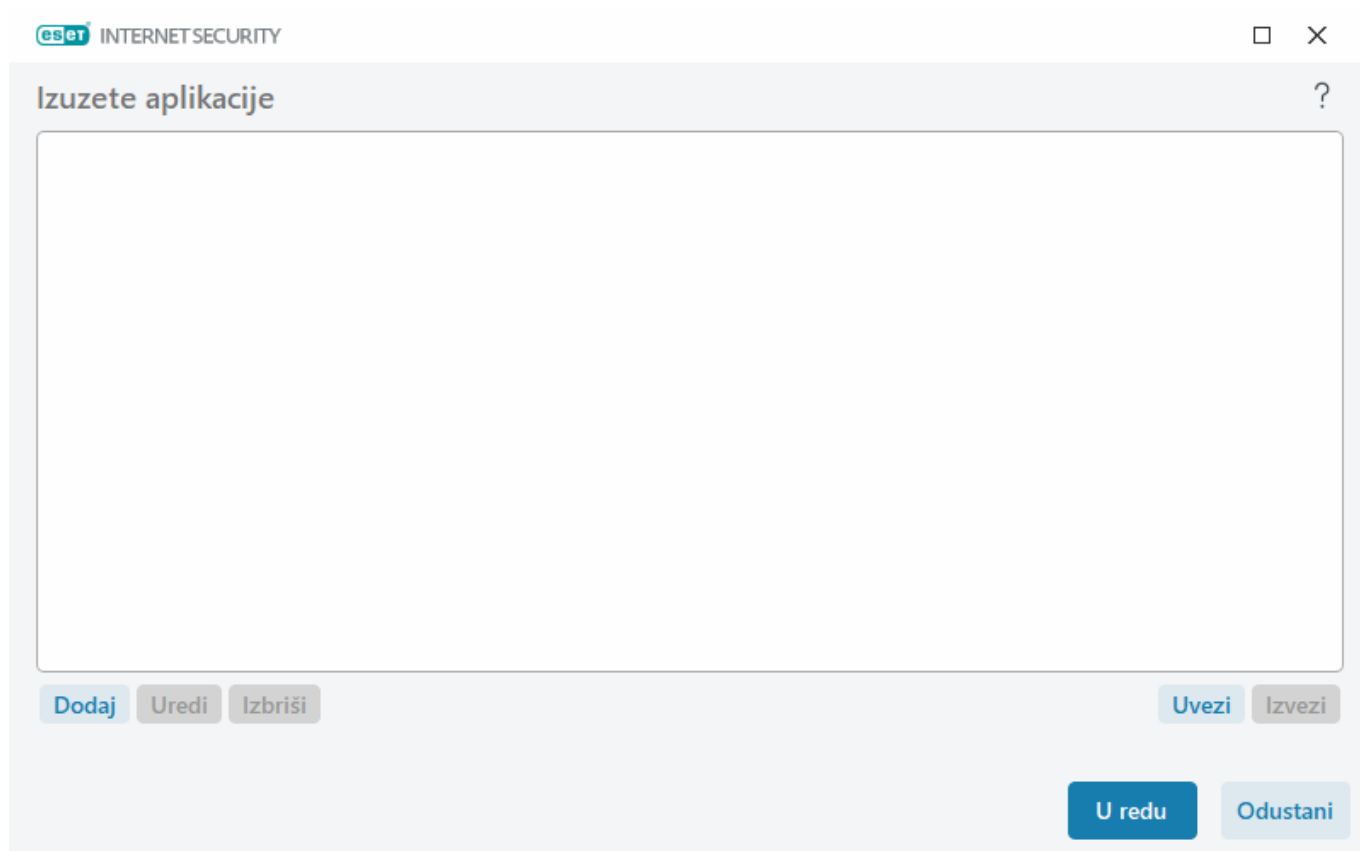 eset INTERNET SECURITY
Izuzete aplikacije
?
Dodaj Uredi Izbriši Uvezi Izvezi
U redu Odustani